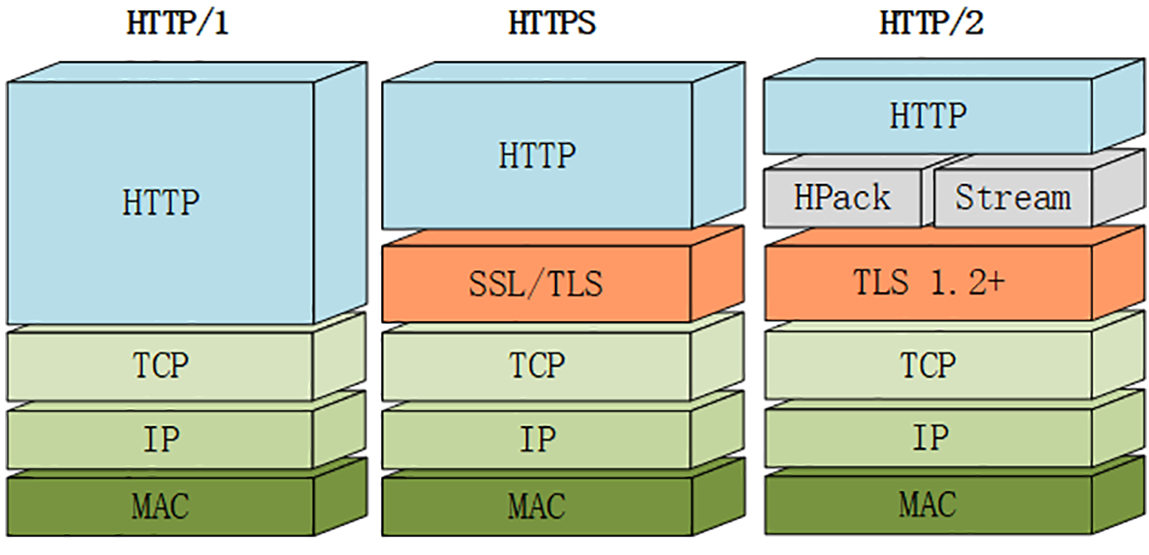 HTTP/1
HTTPS
HTTP/2
HTTP
TCP
IP
MAC
HTTP
SSL/TLS
TCP
IP
MAC
HTTP
HPack
Stream
TLS 1.2+
TCP
IP
MAC